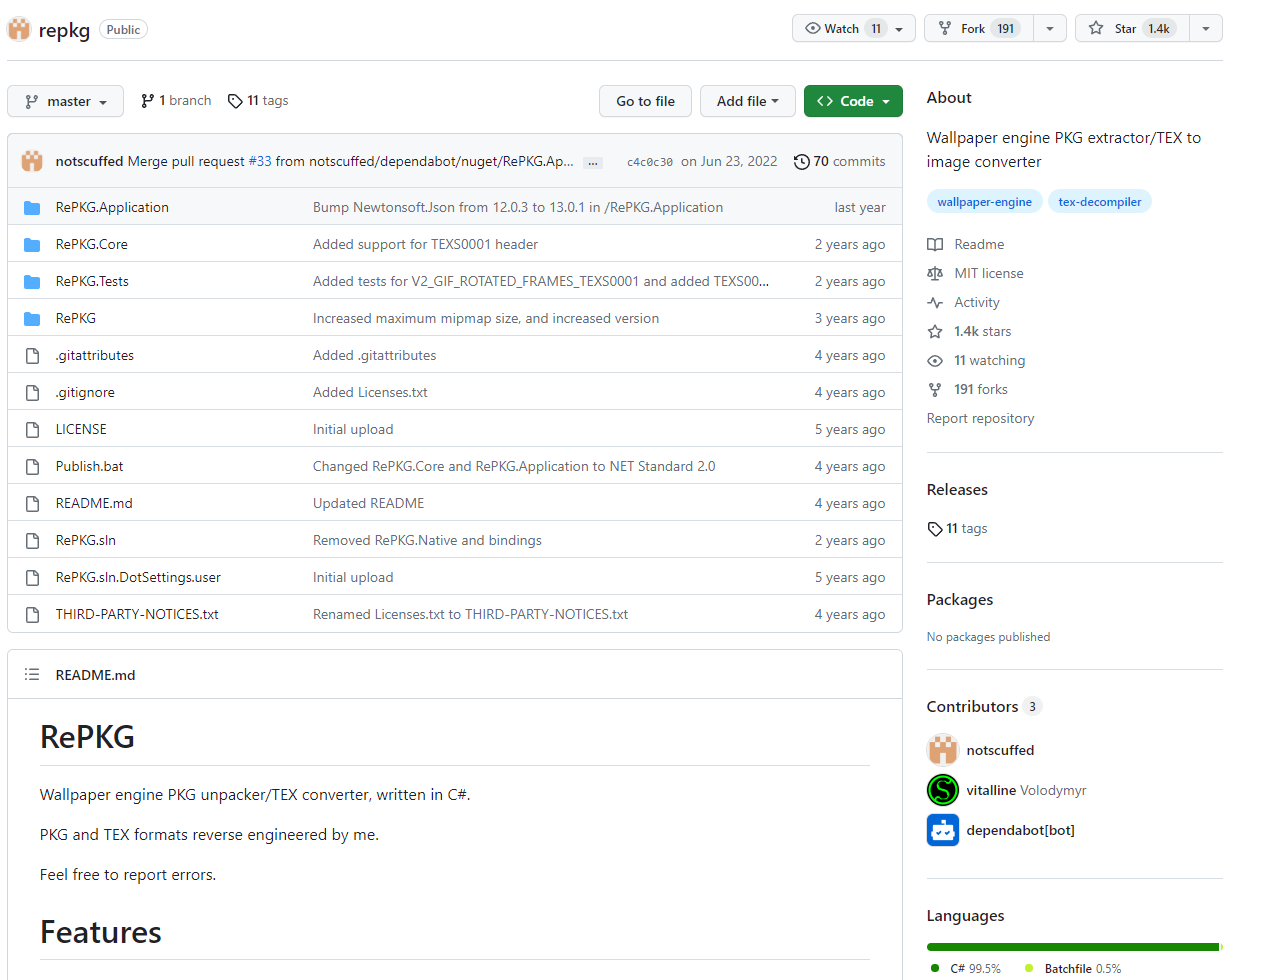 repkg Public Watch 11 Fork 191 Star 1.4k
master 1 branch 11 tags Go to file Add file <> Code
notscuffed Merge pull request #33 from notscuffed/dependabot/nuget/RePKG.Ap... ... c4c0c30 on Jun 23, 2022 70 commits
RePKG.Application Bump Newtonsoft.Json from 12.0.3 to 13.0.1 in /RePKG.Application last year
RePKG.Core Added support for TEXS0001 header 2 years ago
RePKG.Tests Added tests for V2_GIF_ROTATED_FRAMES_TEXS0001 and added TEXS00... 2 years ago
RePKG Increased maximum mipmap size, and increased version 3 years ago
.gitattributes Added .gitattributes 4 years ago
.gitignore Added Licenses.txt 4 years ago
LICENSE Initial upload 5 years ago
Publish.bat Changed RePKG.Core and RePKG.Application to NET Standard 2.0 4 years ago
README.md Updated README 4 years ago
RePKG.sln Removed RePKG.Native and bindings 2 years ago
RePKG.sln.DotSettings.user Initial upload 5 years ago
THIRD-PARTY-NOTICES.txt Renamed Licenses.txt to THIRD-PARTY-NOTICES.txt 4 years ago
README.md
RePKG
Wallpaper engine PKG unpacker/TEX converter, written in C#.
PKG and TEX formats reverse engineered by me.
Feel free to report errors.
Features
About
Wallpaper engine PKG extractor/TEX to
image converter
wallpaper-engine tex-decompiler
Readme
MIT license
Activity
1.4k stars
11 watching
191 forks
Report repository
Releases
11 tags
Packages
No packages published
Contributors 3
notscuffed
vitalline Volodymyr
dependabot[bot]
Languages
C# 99.5% Batchfile 0.5%